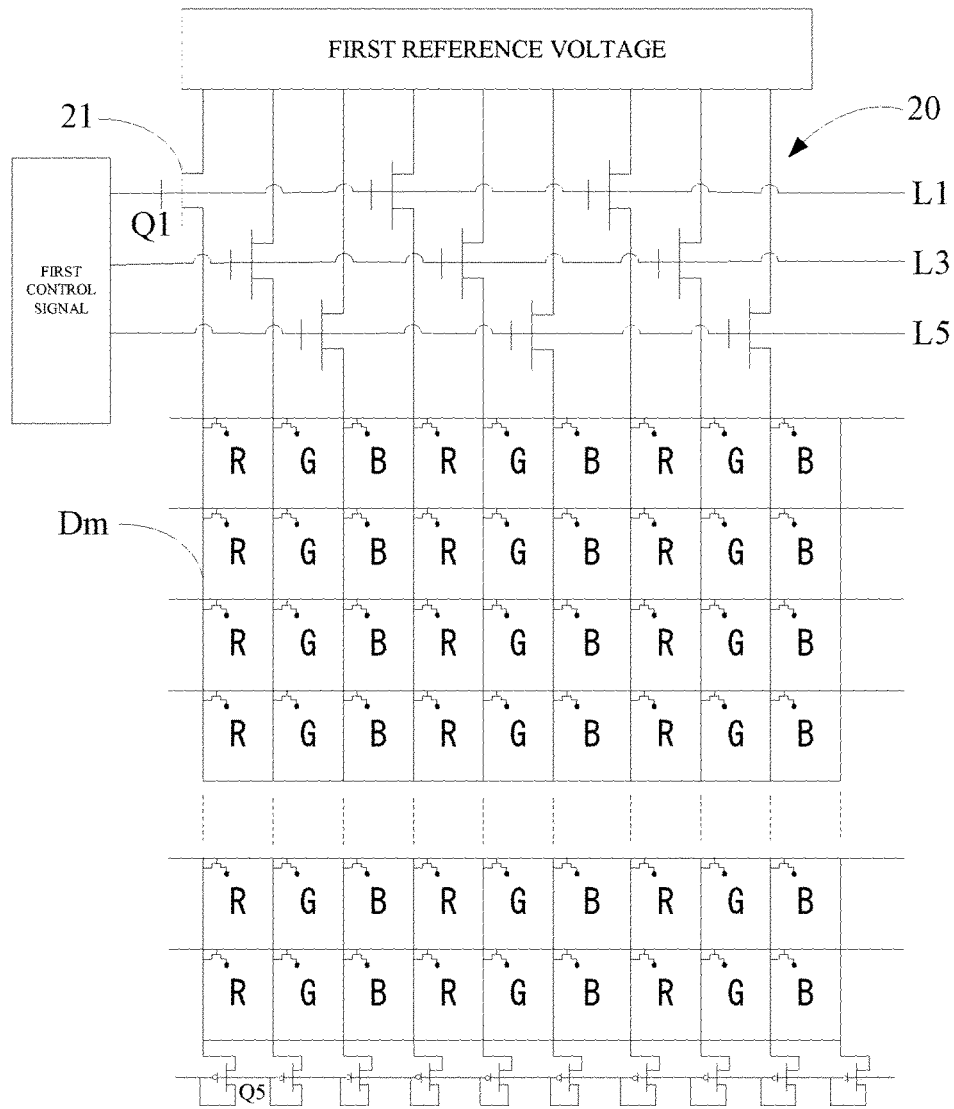 FIRST REFERENCE VOLTAGE
21
20
Q1
L1
FIRST
CONTROL
SIGNAL
L3
L5
R G B R G B R G B
Dm
R G B R G B R G B
R G B R G B R G B
R G B R G B R G B
R G B R G B R G B
R G B R G B R G B
Q5